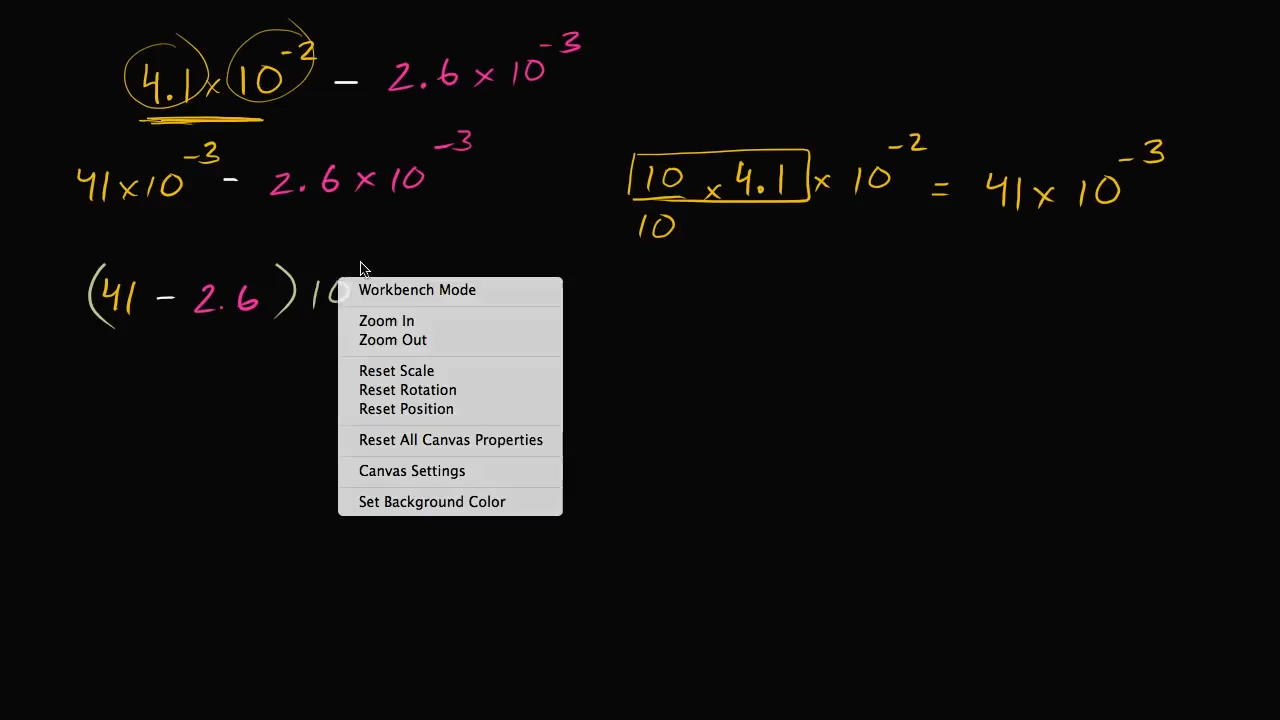 4.1 × 10⁻² − 2.6 × 10⁻³
41 × 10⁻³ − 2.6 × 10⁻³
10/10 × 4.1 × 10⁻² = 41 × 10⁻³
(41 − 2.6) 10
Workbench Mode
Zoom In
Zoom Out
Reset Scale
Reset Rotation
Reset Position
Reset All Canvas Properties
Canvas Settings
Set Background Color